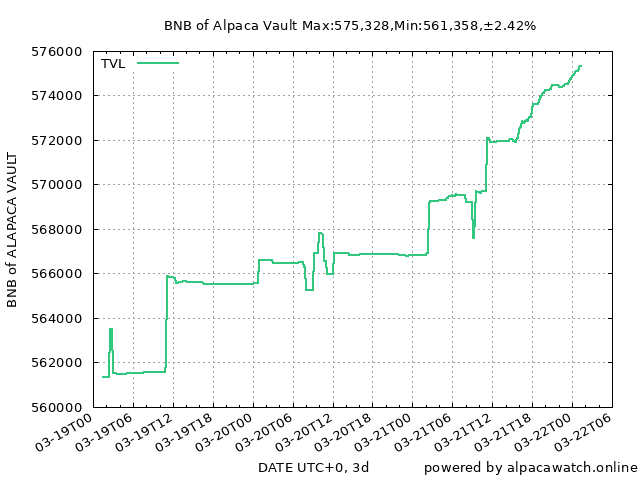 BNB of Alpaca Vault Max:575,328,Min:561,358,±2.42%
TVL
BNB of ALAPACA VAULT
576000
574000
572000
570000
568000
566000
564000
562000
560000
03-19T00
03-19T06
03-19T12
03-19T18
03-20T00
03-20T06
03-20T12
03-20T18
03-21T00
03-21T06
03-21T12
03-21T18
03-22T00
03-22T06
DATE UTC+0, 3d
powered by alpacawatch.online